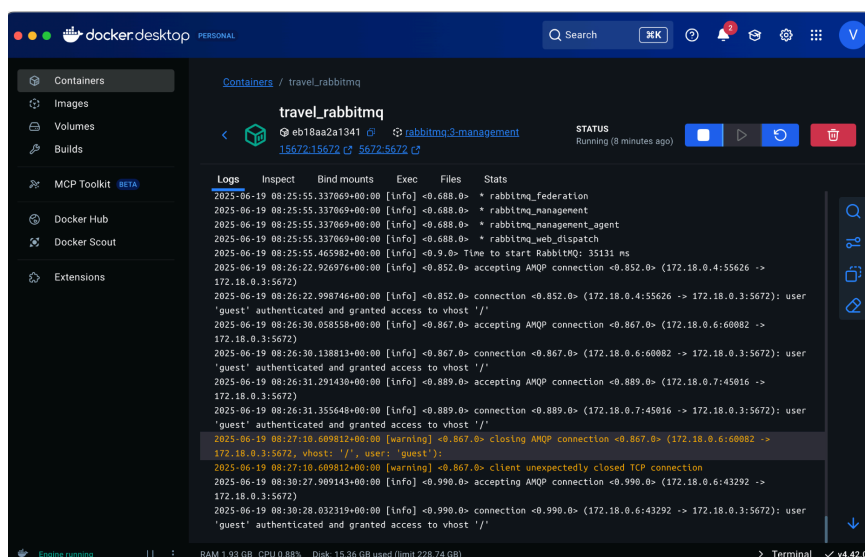 docker.desktop PERSONAL
Search ⌘K
2
V
Containers
Images
Volumes
Builds
MCP Toolkit BETA
Docker Hub
Docker Scout
Extensions
Containers / travel_rabbitmq
travel_rabbitmq
eb18aa2a1341 rabbitmq:3-management
15672:15672 5672:5672
STATUS
Running (8 minutes ago)
Logs Inspect Bind mounts Exec Files Stats
2025-06-19 08:25:55.337069+00:00 [info] <0.688.0> * rabbitmq_federation
2025-06-19 08:25:55.337069+00:00 [info] <0.688.0> * rabbitmq_management
2025-06-19 08:25:55.337069+00:00 [info] <0.688.0> * rabbitmq_management_agent
2025-06-19 08:25:55.337069+00:00 [info] <0.688.0> * rabbitmq_web_dispatch
2025-06-19 08:25:55.465982+00:00 [info] <0.9.0> Time to start RabbitMQ: 35131 ms
2025-06-19 08:26:22.926976+00:00 [info] <0.852.0> accepting AMQP connection <0.852.0> (172.18.0.4:55626 ->
172.18.0.3:5672)
2025-06-19 08:26:22.998746+00:00 [info] <0.852.0> connection <0.852.0> (172.18.0.4:55626 -> 172.18.0.3:5672): user
'guest' authenticated and granted access to vhost '/'
2025-06-19 08:26:30.058558+00:00 [info] <0.867.0> accepting AMQP connection <0.867.0> (172.18.0.6:60082 ->
172.18.0.3:5672)
2025-06-19 08:26:30.138813+00:00 [info] <0.867.0> connection <0.867.0> (172.18.0.6:60082 -> 172.18.0.3:5672): user
'guest' authenticated and granted access to vhost '/'
2025-06-19 08:26:31.291430+00:00 [info] <0.889.0> accepting AMQP connection <0.889.0> (172.18.0.7:45016 ->
172.18.0.3:5672)
2025-06-19 08:26:31.355648+00:00 [info] <0.889.0> connection <0.889.0> (172.18.0.7:45016 -> 172.18.0.3:5672): user
'guest' authenticated and granted access to vhost '/'
2025-06-19 08:27:10.609812+00:00 [warning] <0.867.0> closing AMQP connection <0.867.0> (172.18.0.6:60082 ->
172.18.0.3:5672, vhost: '/', user: 'guest'):
2025-06-19 08:27:10.609812+00:00 [warning] <0.867.0> client unexpectedly closed TCP connection
2025-06-19 08:30:27.909143+00:00 [info] <0.990.0> accepting AMQP connection <0.990.0> (172.18.0.6:43292 ->
172.18.0.3:5672)
2025-06-19 08:30:28.032319+00:00 [info] <0.990.0> connection <0.990.0> (172.18.0.6:43292 -> 172.18.0.3:5672): user
'guest' authenticated and granted access to vhost '/'
Engine running RAM 1.93 GB CPU 0.88% Disk: 15.36 GB used (limit 228.74 GB) Terminal v4.42.